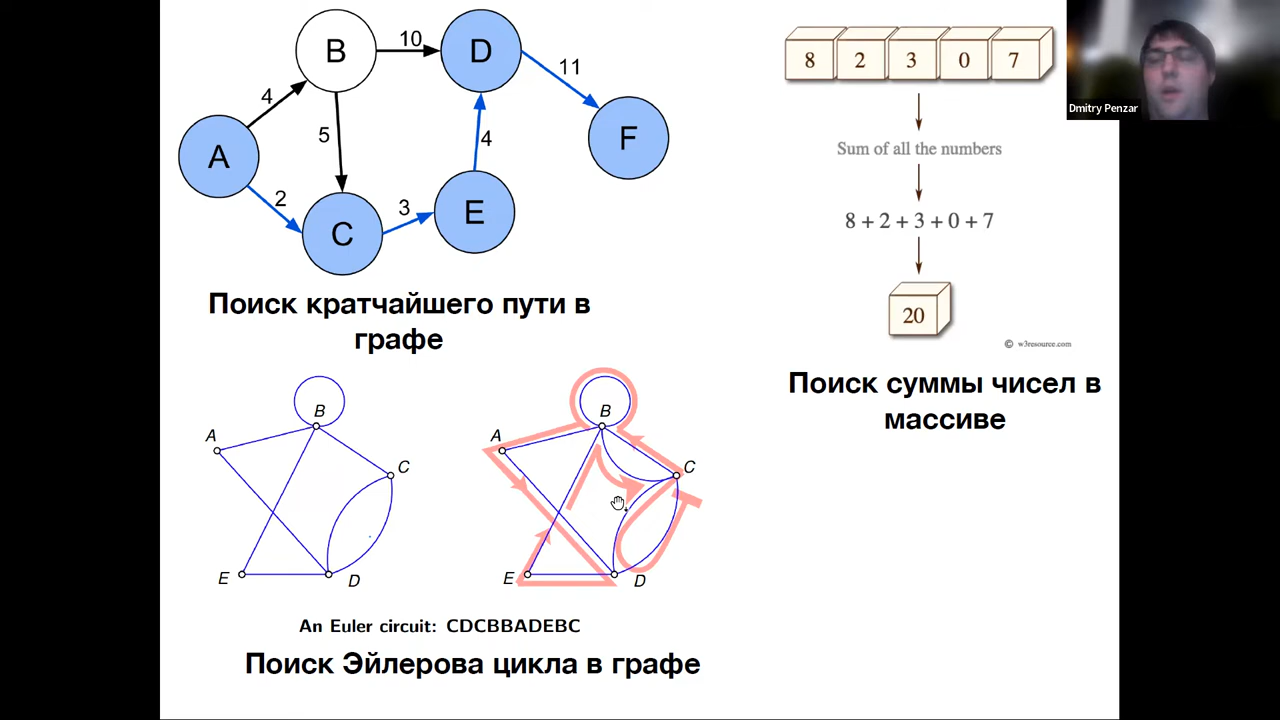 B
10
D
11
4
5
4
F
A
2
3
E
C
Поиск кратчайшего пути в
графе
8 2 3 0 7
Sum of all the numbers
8 + 2 + 3 + 0 + 7
20
© w3resource.com
Поиск суммы чисел в
массиве
Dmitry Penzar
B
A
C
E
D
B
A
C
E
D
An Euler circuit: CDCBBADEBC
Поиск Эйлерова цикла в графе